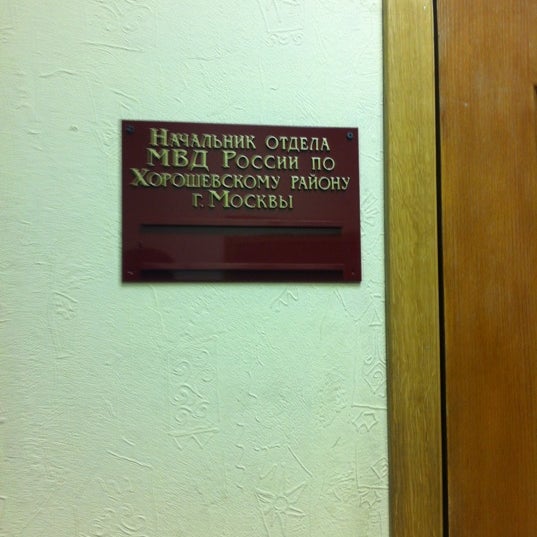 Начальник отдела
МВД России по
Хорошевскому району
г. Москвы